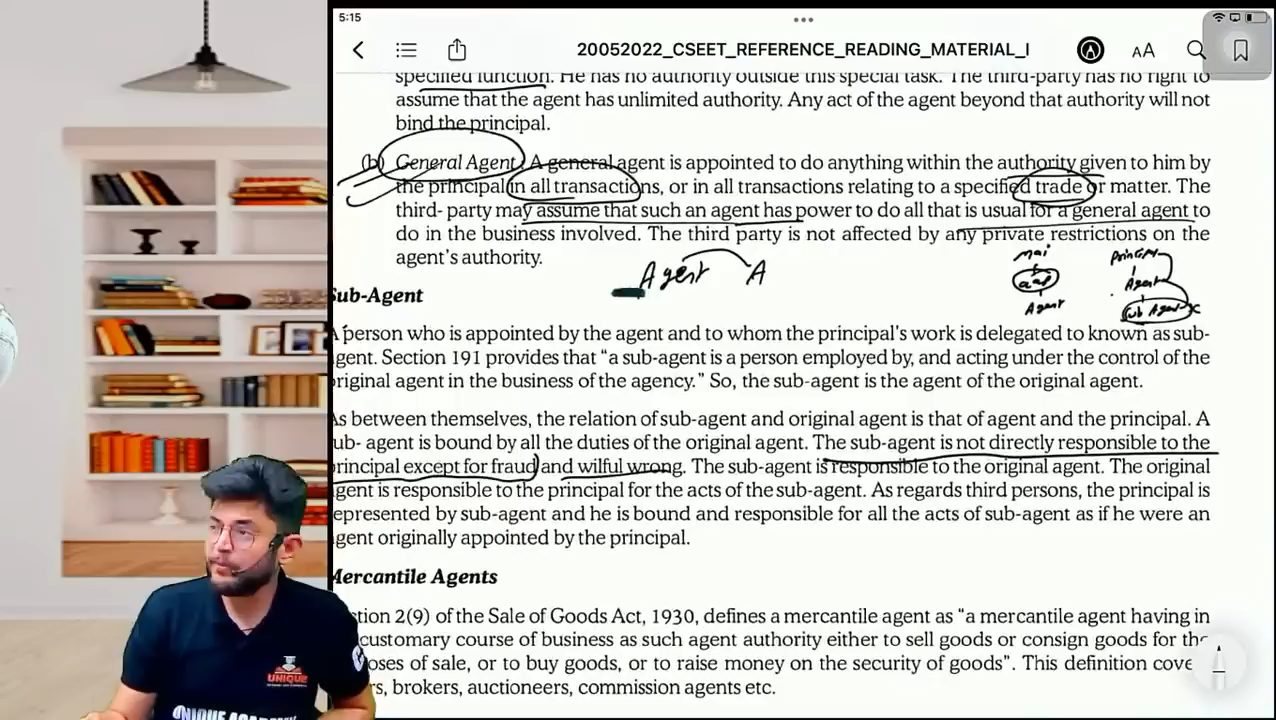 5:15
20052022_CSEET_REFERENCE_READING_MATERIAL_I
AA
specified function. He has no authority outside this special task. The third-party has no right to
assume that the agent has unlimited authority. Any act of the agent beyond that authority will not
bind the principal.
(b) General Agent A general agent is appointed to do anything within the authority given to him by
the principal in all transactions, or in all transactions relating to a specified trade or matter. The
third- party may assume that such an agent has power to do all that is usual for a general agent to
do in the business involved. The third party is not affected by any private restrictions on the
agent's authority.
Agent A
mai
aap
Agent
Agent
Sub Agent
Sub-Agent
A person who is appointed by the agent and to whom the principal's work is delegated to known as sub-
gent. Section 191 provides that "a sub-agent is a person employed by, and acting under the control of the
original agent in the business of the agency." So, the sub-agent is the agent of the original agent.
As between themselves, the relation of sub-agent and original agent is that of agent and the principal. A
ub- agent is bound by all the duties of the original agent. The sub-agent is not directly responsible to the
principal except for fraud and wilful wrong. The sub-agent is responsible to the original agent. The original
gent is responsible to the principal for the acts of the sub-agent. As regards third persons, the principal is
epresented by sub-agent and he is bound and responsible for all the acts of sub-agent as if he were an
gent originally appointed by the principal.
Mercantile Agents
ction 2(9) of the Sale of Goods Act, 1930, defines a mercantile agent as "a mercantile agent having in
customary course of business as such agent authority either to sell goods or consign goods for the
oses of sale, or to buy goods, or to raise money on the security of goods". This definition cove
rs, brokers, auctioneers, commission agents etc.
UNIQUE
UNIQUE ACADEM